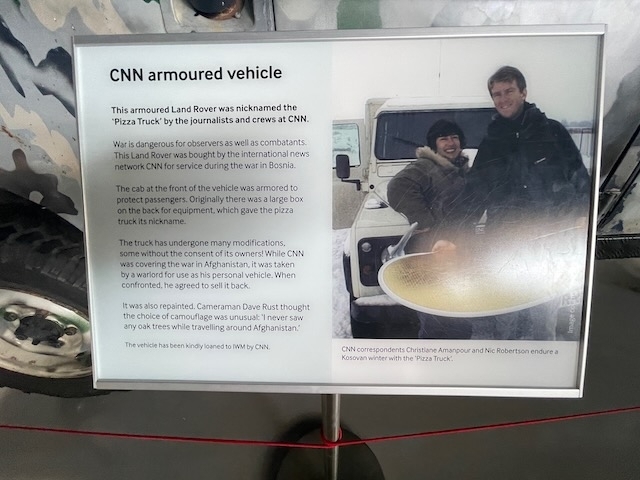 CNN armoured vehicle
This armoured Land Rover was nicknamed the
'Pizza Truck' by the journalists and crews at CNN.
War is dangerous for observers as well as combatants.
This Land Rover was bought by the international news
network CNN for service during the war in Bosnia.
The cab at the front of the vehicle was armored to
protect passengers. Originally there was a large box
on the back for equipment, which gave the pizza
truck its nickname.
The truck has undergone many modifications,
some without the consent of its owners! While CNN
was covering the war in Afghanistan, it was taken
by a warlord for use as his personal vehicle. When
confronted, he agreed to sell it back.
It was also repainted. Cameraman Dave Rust thought
the choice of camouflage was unusual: 'I never saw
any oak trees while travelling around Afghanistan.'
The vehicle has been kindly loaned to IWM by CNN.
CNN correspondents Christiane Amanpour and Nic Robertson endure a
Kosovan winter with the 'Pizza Truck'.